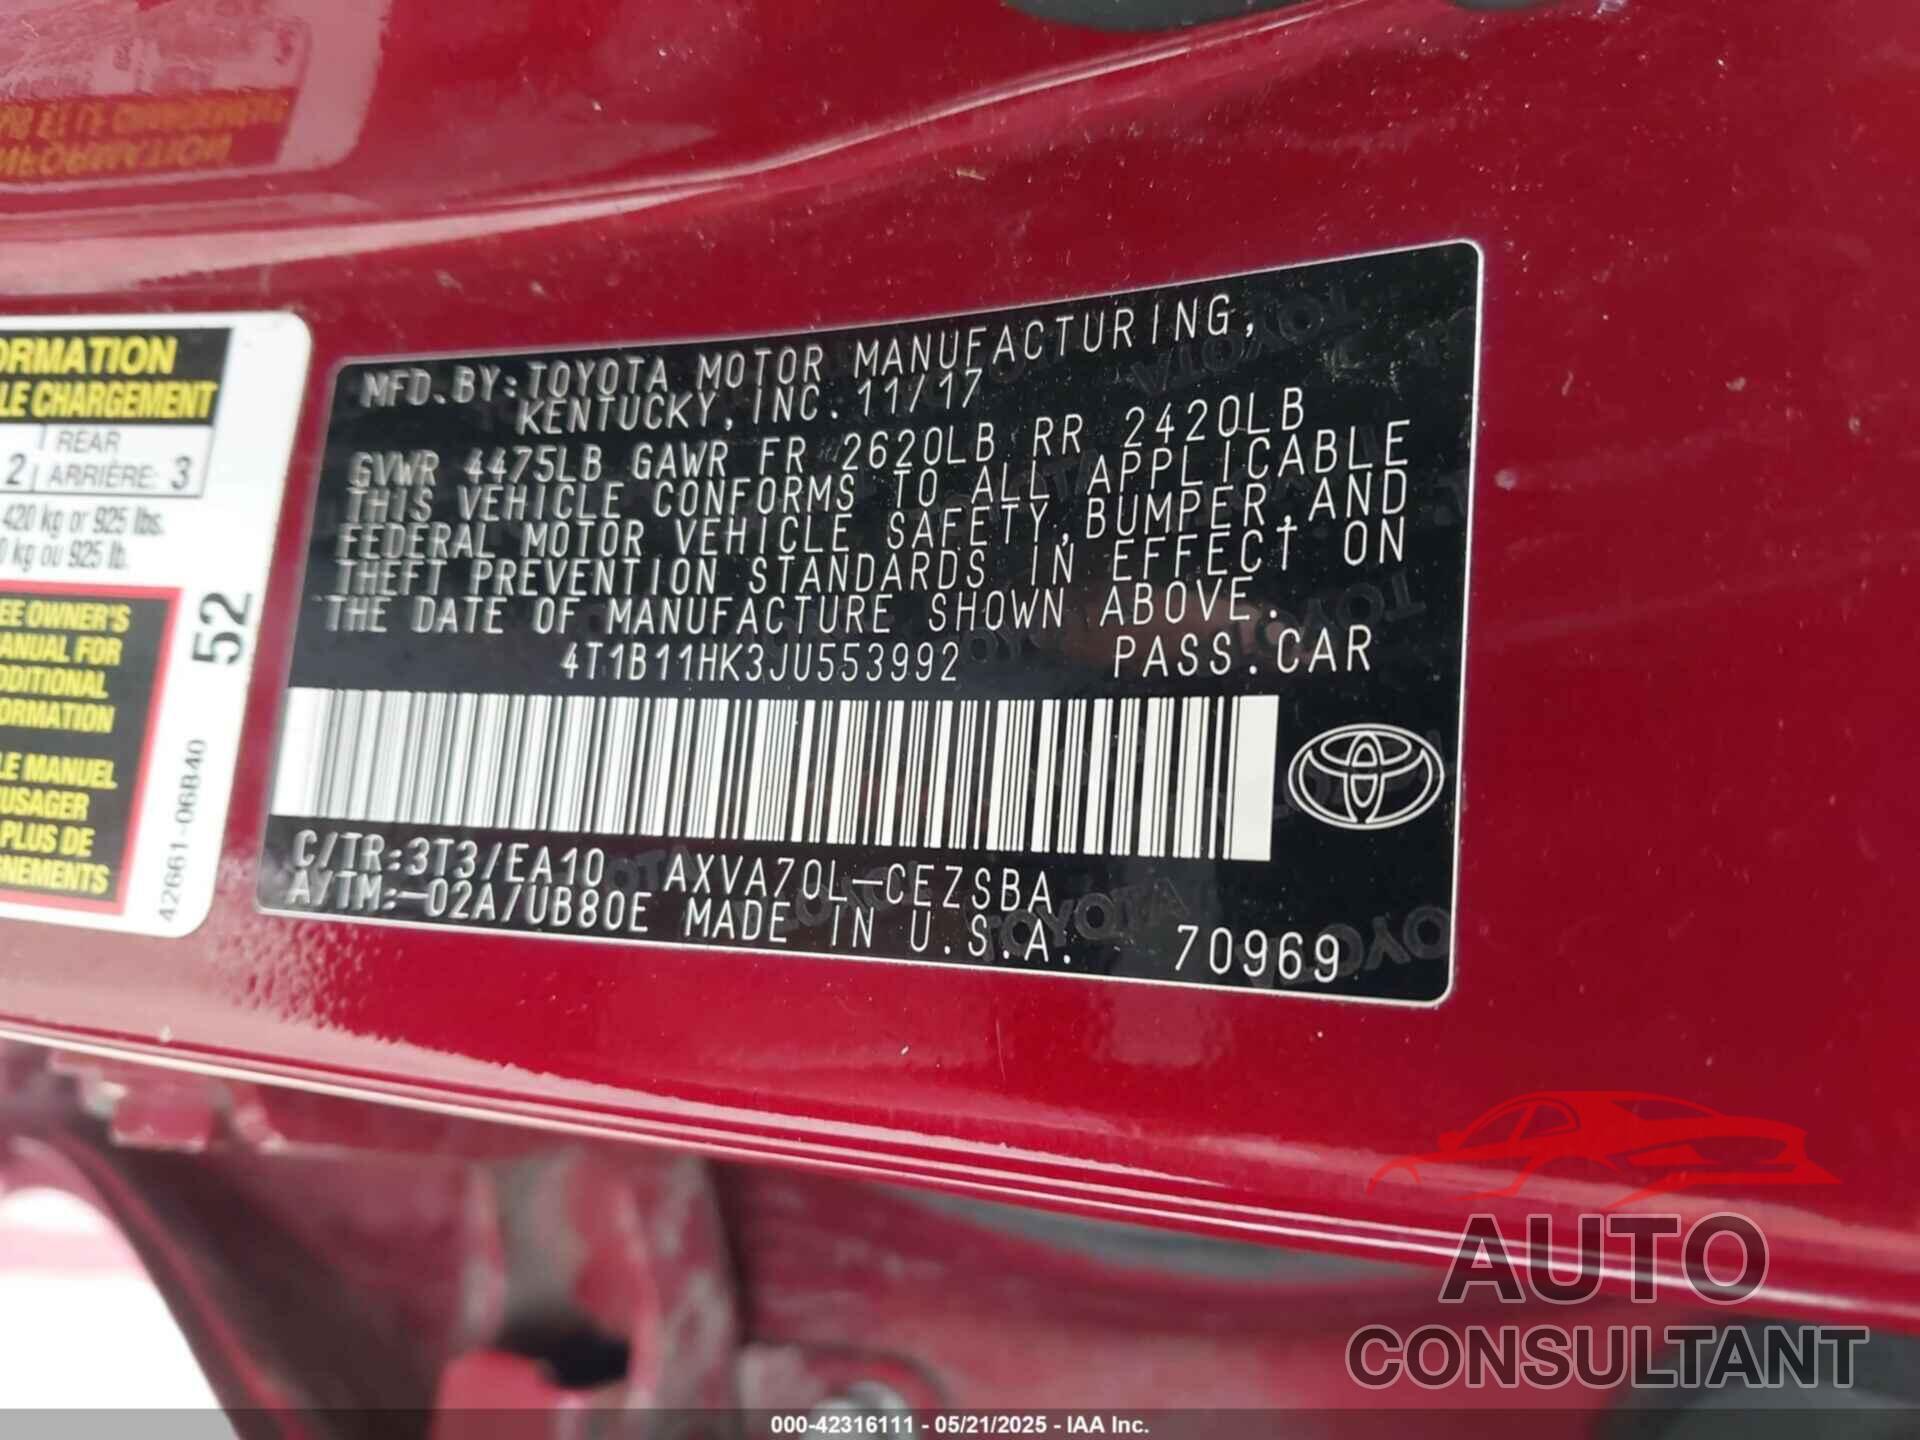 ORMATION
LE CHARGEMENT
REAR
2 ARRIÈRE: 3
420 kg or 925 lbs.
kg ou 925 lb.
EE OWNER'S
ANUAL FOR
DDITIONAL
ORMATION
LE MANUEL
USAGER
PLUS DE
GNEMENTS
52
42661-06B40
MFD. BY: TOYOTA MOTOR MANUFACTURING,
KENTUCKY, INC. 11/17
GVWR 4475LB GAWR FR 2620LB RR 2420LB
THIS VEHICLE CONFORMS TO ALL APPLICABLE
FEDERAL MOTOR VEHICLE SAFETY, BUMPER, AND
THEFT PREVENTION STANDARDS IN EFFECT ON
THE DATE OF MANUFACTURE SHOWN ABOVE.
4T1B11HK3JU553992 PASS.CAR
C/TR:3T3/EA10 AXVA70L-CEZSBA
A/TM:-02A/UB80E MADE IN U.S.A. 70969
AUTO
CONSULTANT
000-42316111 - 05/21/2025 - IAA Inc.